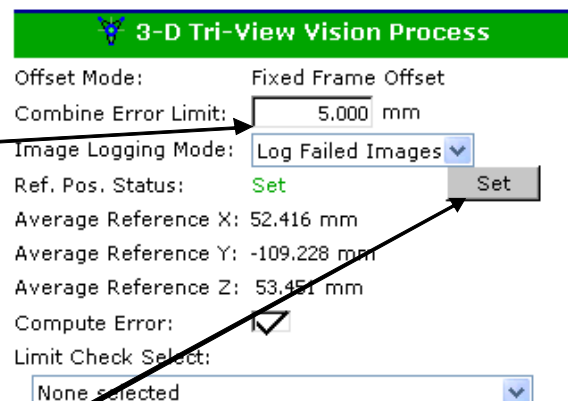 3-D Tri-View Vision Process
Offset Mode: Fixed Frame Offset
Combine Error Limit: 5.000 mm
Image Logging Mode: Log Failed Images
Ref. Pos. Status: Set Set
Average Reference X: 52.416 mm
Average Reference Y: -109.228 mm
Average Reference Z: 53.451 mm
Compute Error:
Limit Check Select:
None selected